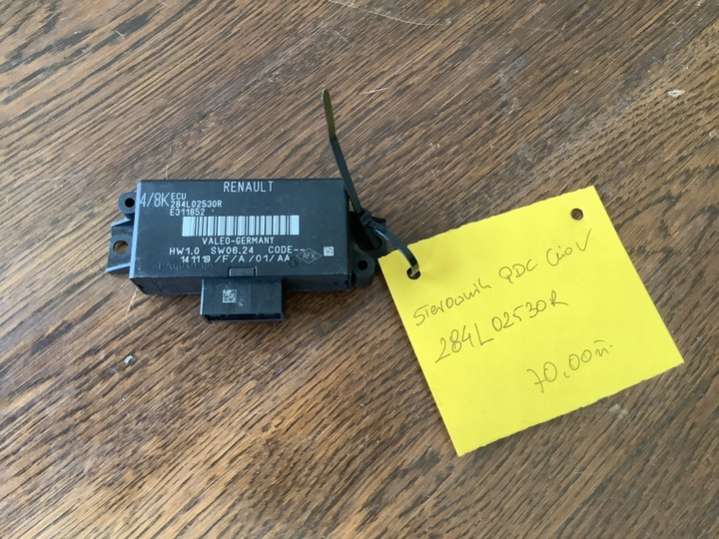 RENAULT
4/8K ECU
284L02530R
E311852
VALEO-GERMANY
HW1.0 SW06.24 CODE--
141119/F/A/01/AA
Sterownik PDC Clio V
284L02530R
70,00zł.